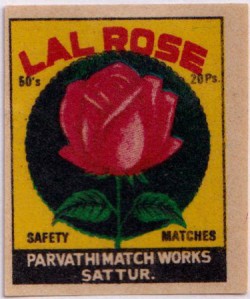 LAL ROSE
50's 20 Ps.
SAFETY MATCHES
PARVATHI MATCH WORKS
SATTUR.